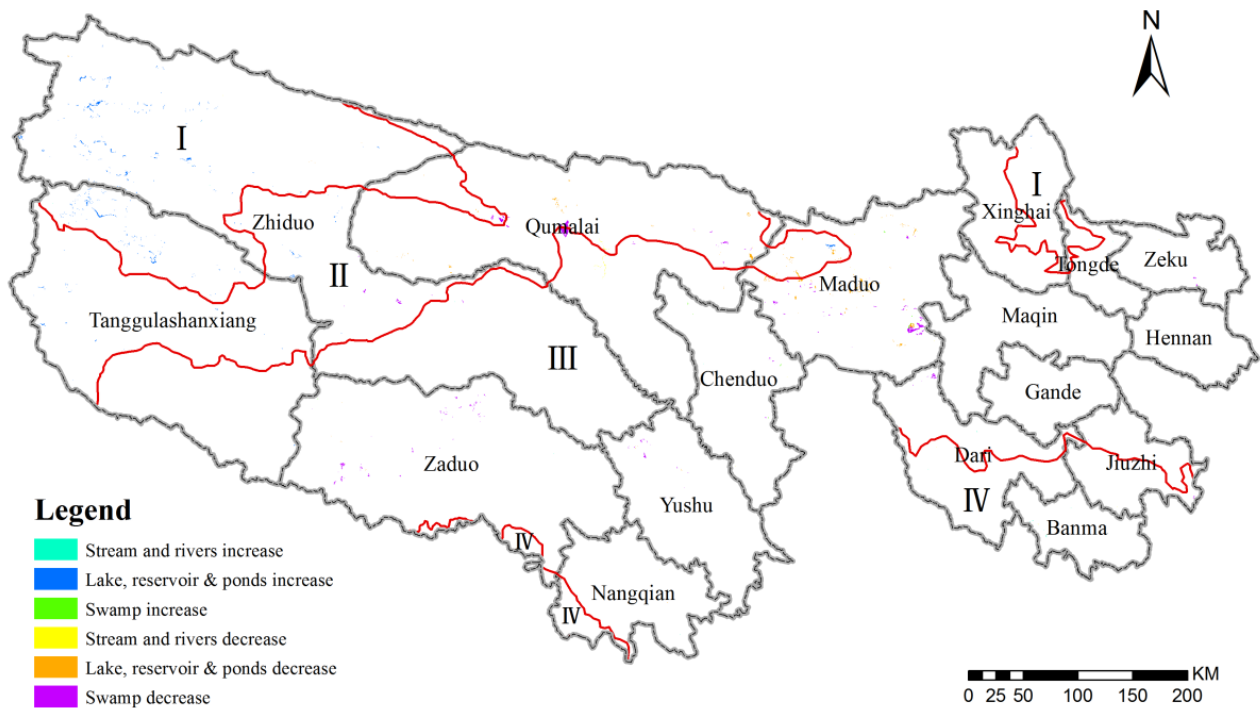 N
I
I
Xinghai
Zhiduo
Qumalai
Tongde
Zeku
II
Maduo
Tanggulashanxiang
Maqin
Hennan
III
Chenduo
Gande
Zaduo
Dari
Jiuzhi
Yushu
IV
Banma
IV
Nangqian
IV
Legend
Stream and rivers increase
Lake, reservoir & ponds increase
Swamp increase
Stream and rivers decrease
Lake, reservoir & ponds decrease
Swamp decrease
KM
0 25 50 100 150 200